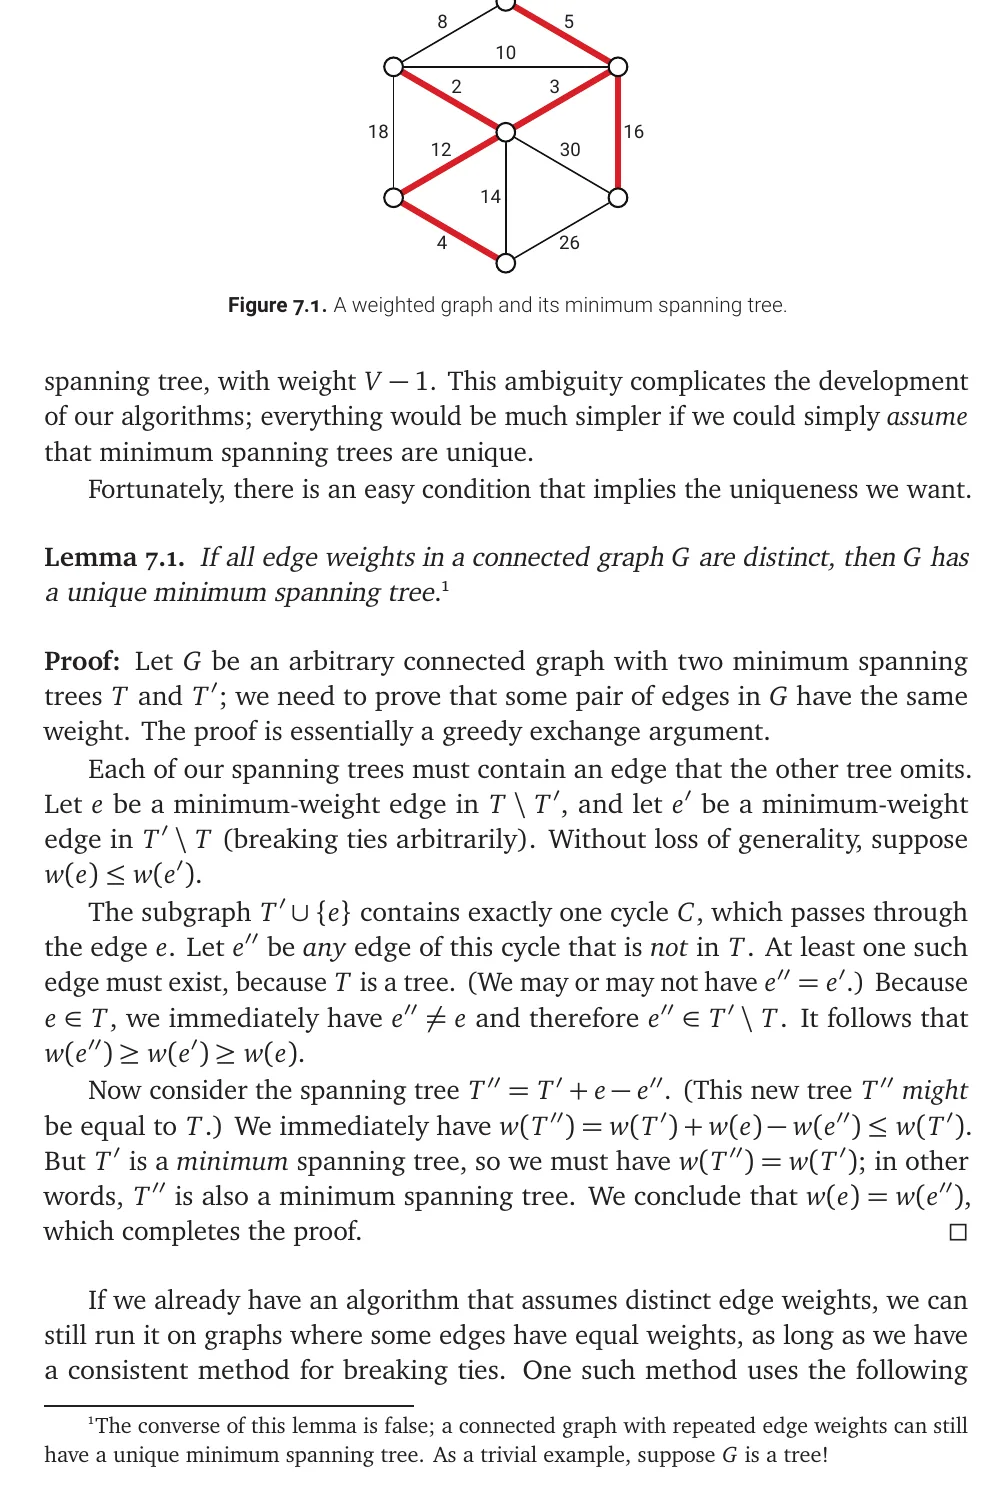 8 5
10
2 3
18 12 30 16
14
4 26
Figure 7.1. A weighted graph and its minimum spanning tree.
spanning tree, with weight V − 1. This ambiguity complicates the development
of our algorithms; everything would be much simpler if we could simply assume
that minimum spanning trees are unique.
Fortunately, there is an easy condition that implies the uniqueness we want.
Lemma 7.1. If all edge weights in a connected graph G are distinct, then G has
a unique minimum spanning tree.¹
Proof: Let G be an arbitrary connected graph with two minimum spanning
trees T and T′; we need to prove that some pair of edges in G have the same
weight. The proof is essentially a greedy exchange argument.
Each of our spanning trees must contain an edge that the other tree omits.
Let e be a minimum-weight edge in T \ T′, and let e′ be a minimum-weight
edge in T′ \ T (breaking ties arbitrarily). Without loss of generality, suppose
w(e) ≤ w(e′).
The subgraph T′ ∪ {e} contains exactly one cycle C, which passes through
the edge e. Let e″ be any edge of this cycle that is not in T. At least one such
edge must exist, because T is a tree. (We may or may not have e″ = e′.) Because
e ∈ T, we immediately have e″ ≠ e and therefore e″ ∈ T′ \ T. It follows that
w(e″) ≥ w(e′) ≥ w(e).
Now consider the spanning tree T″ = T′ + e − e″. (This new tree T″ might
be equal to T.) We immediately have w(T″) = w(T′) + w(e) − w(e″) ≤ w(T′).
But T′ is a minimum spanning tree, so we must have w(T″) = w(T′); in other
words, T″ is also a minimum spanning tree. We conclude that w(e) = w(e″),
which completes the proof. □
If we already have an algorithm that assumes distinct edge weights, we can
still run it on graphs where some edges have equal weights, as long as we have
a consistent method for breaking ties. One such method uses the following
¹The converse of this lemma is false; a connected graph with repeated edge weights can still
have a unique minimum spanning tree. As a trivial example, suppose G is a tree!